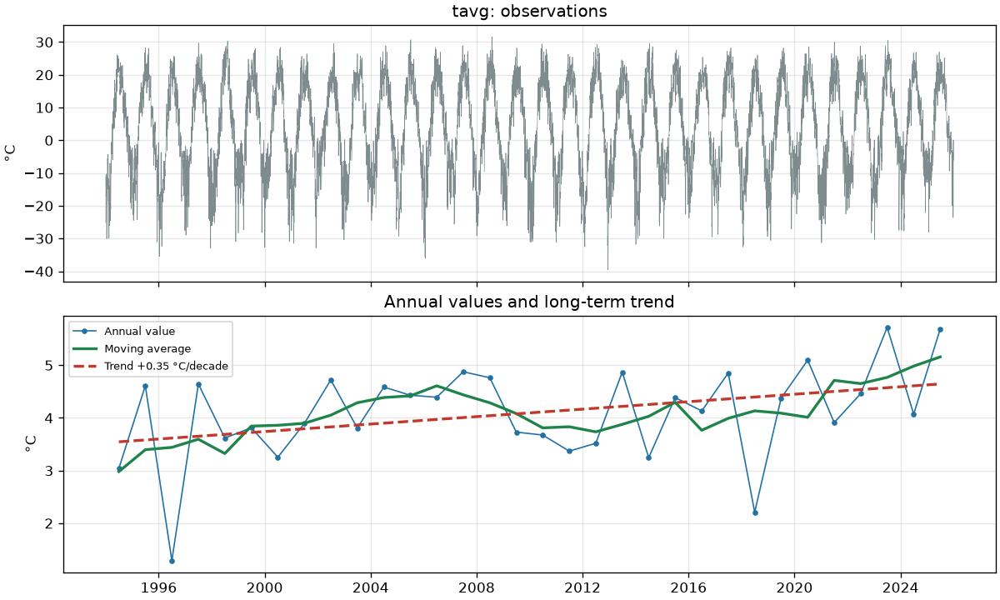 tavg: observations
°C
30
20
10
0
−10
−20
−30
−40
Annual values and long-term trend
°C
Annual value
Moving average
Trend +0.35 °C/decade
5
4
3
2
1996
2000
2004
2008
2012
2016
2020
2024